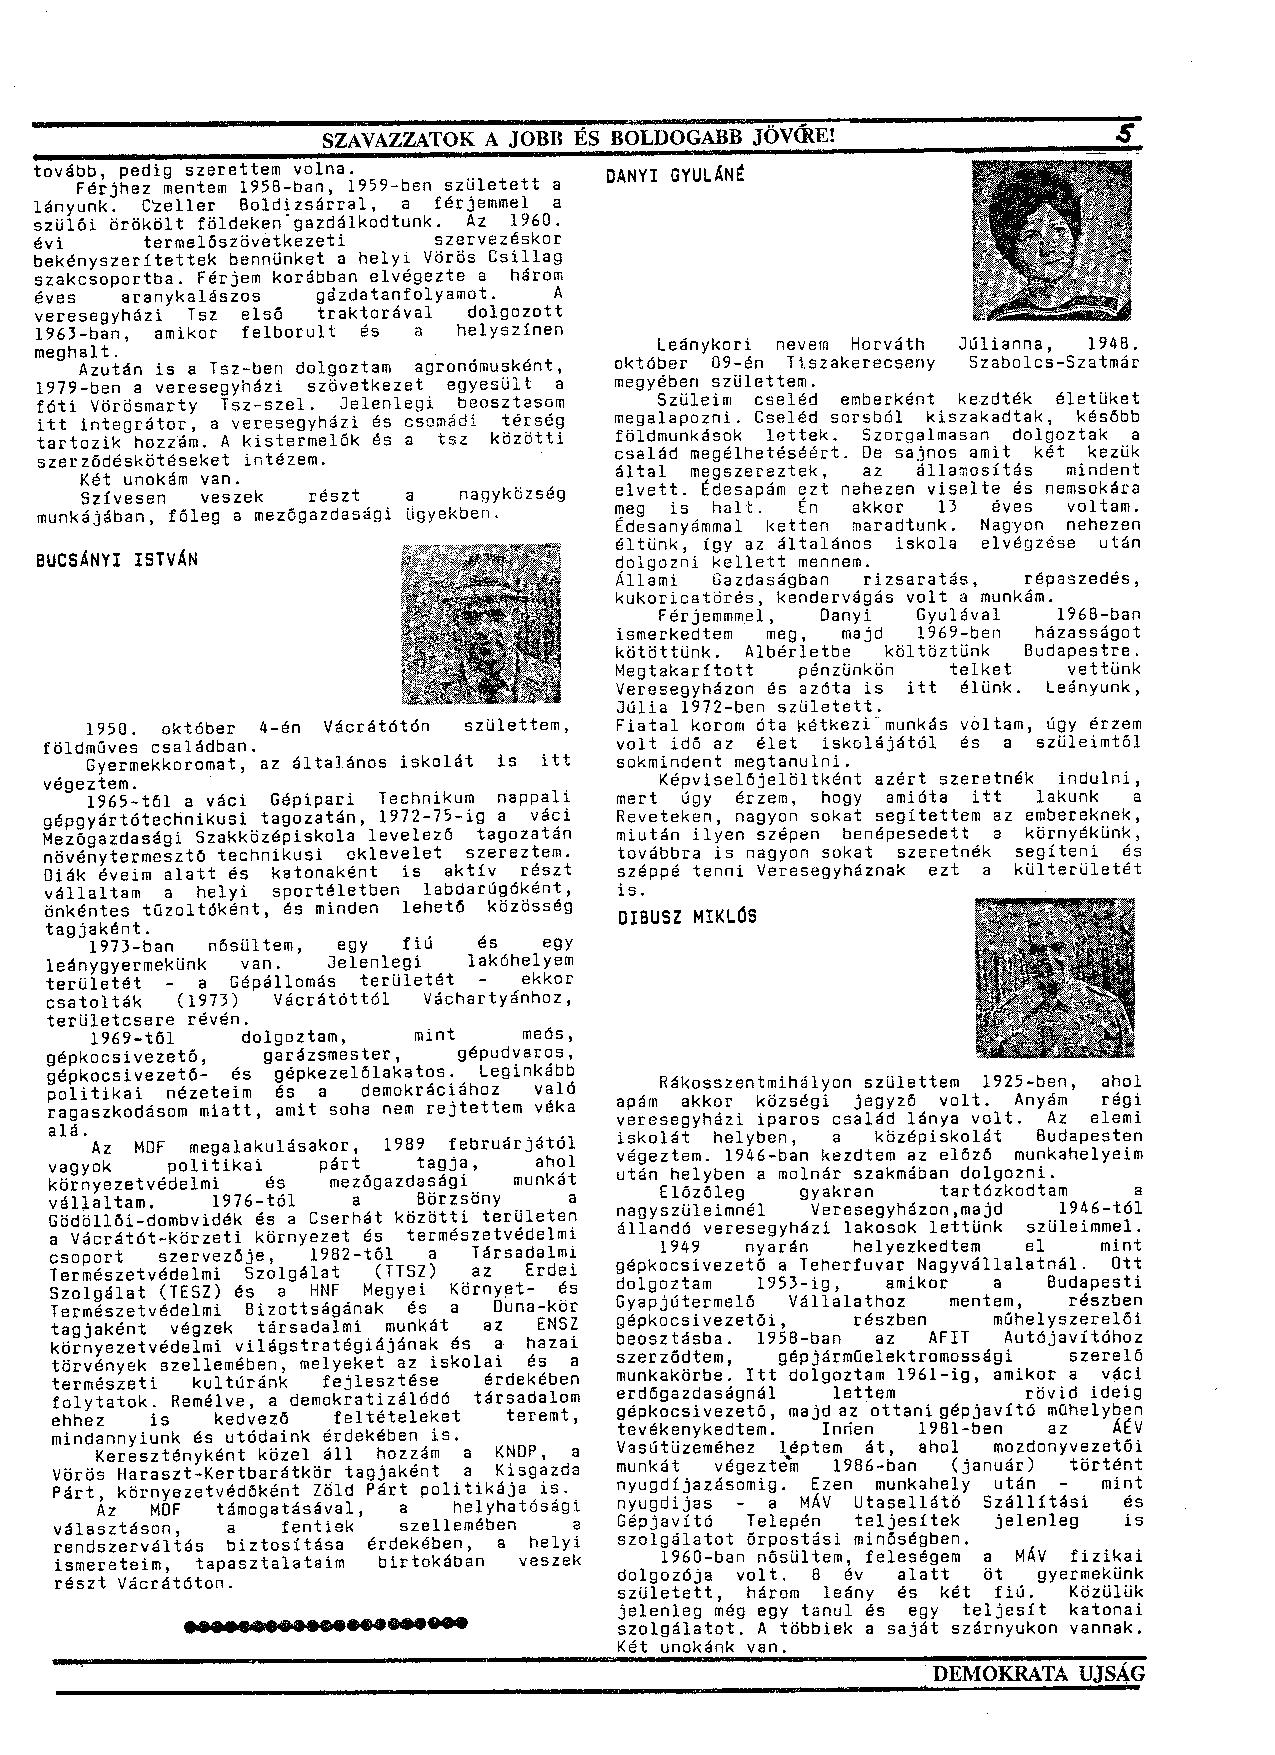 SZAVAZZATOK A JOBB ÉS BOLDOGABB JÖVŐRE!
5
tovább, pedig szerettem volna.
Férjhez mentem 1958-ban, 1959-ben született a
lányunk. Czeller Boldizsárral, a férjemmel a
szülői örökölt földeken gazdálkodtunk. Az 1960.
évi termelőszövetkezeti szervezéskor
bekényszerítettek bennünket a helyi Vörös Csillag
szakcsoportba. Férjem korábban elvégezte a három
éves aranykalászos gázdatanfolyamot. A
veresegyházi Tsz első traktorával dolgozott
1963-ban, amikor felborult és a helyszínen
meghalt.
Azután is a Tsz-ben dolgoztam agronómusként,
1979-ben a veresegyházi szövetkezet egyesült a
fóti Vörösmarty Tsz-szel. Jelenlegi beosztasom
itt integrátor, a veresegyházi és csomádi térség
tartozik hozzám. A kistermelők és a tsz közötti
szerződéskötéseket intézem.
Két unokám van.
Szívesen veszek részt a nagyközség
munkájában, főleg a mezőgazdasági ügyekben.
BUCSÁNYI ISTVÁN
1950. október 4-én Vácrátótón születtem,
földműves családban.
Gyermekkoromat, az általános iskolát is itt
végeztem.
1965-től a váci Gépipari Technikum nappali
gépgyártótechnikusi tagozatán, 1972-75-ig a váci
Mezőgazdasági Szakközépiskola levelező tagozatán
növénytermesztő technikusi oklevelet szereztem.
Diák éveim alatt és katonaként is aktív részt
vállaltam a helyi sportéletben labdarúgóként,
önkéntes tűzoltóként, és minden lehető közösség
tagjaként.
1973-ban nősültem, egy fiú és egy
leánygyermekünk van. Jelenlegi lakóhelyem
területét - a Gépállomás területét - ekkor
csatolták (1973) Vácrátóttól Váchartyánhoz,
területcsere révén.
1969-től dolgoztam, mint meós,
gépkocsivezető, garázsmester, gépudvaros,
gépkocsivezető- és gépkezelőlakatos. Leginkább
politikai nézeteim és a demokráciához való
ragaszkodásom miatt, amit soha nem rejtettem véka
alá.
Az MDF megalakulásakor, 1989 februárjától
vagyok politikai párt tagja, ahol
környezetvédelmi és mezőgazdasági munkát
vállaltam. 1976-tól a Börzsöny a
Gödöllői-dombvidék és a Cserhát közötti területen
a Vácrátót-körzeti környezet és természetvédelmi
csoport szervezője, 1982-től a Társadalmi
Természetvédelmi Szolgálat (TTSZ) az Erdei
Szolgálat (TESZ) és a HNF Megyei Környet- és
Természetvédelmi Bizottságának és a Duna-kör
tagjaként végzek társadalmi munkát az ENSZ
környezetvédelmi világstratégiájának és a hazai
törvények szellemében, melyeket az iskolai és a
természeti kultúránk fejlesztése érdekében
folytatok. Remélve, a demokratizálódó társadalom
ehhez is kedvező feltételeket teremt,
mindannyiunk és utódaink érdekében is.
Keresztényként közel áll hozzám a KNDP, a
Vörös Haraszt-Kertbarátkör tagjaként a Kisgazda
Párt, környezetvédőként Zöld Párt politikája is.
Az MDF támogatásával, a helyhatósági
választáson, a fentiek szellemében a
rendszerváltás biztosítása érdekében, a helyi
ismereteim, tapasztalataim birtokában veszek
részt Vácrátóton.
DANYI GYULÁNÉ
Leánykori nevem Horváth Júlianna, 1948.
október 09-én Tiszakerecseny Szabolcs-Szatmár
megyében születtem.
Szüleim cseléd emberként kezdték életüket
megalapozni. Cseléd sorsból kiszakadtak, később
földmunkások lettek. Szorgalmasan dolgoztak a
család megélhetéséért. De sajnos amit két kezük
által megszereztek, az államosítás mindent
elvett. Édesapám ezt nehezen viselte és nemsokára
meg is halt. Én akkor 13 éves voltam.
Édesanyámmal ketten maradtunk. Nagyon nehezen
éltünk, így az általános iskola elvégzése után
dolgozni kellett mennem.
Állami Gazdaságban rizsaratás, répaszedés,
kukoricatörés, kendervágás volt a munkám.
Férjemmmel, Danyi Gyulával 1968-ban
ismerkedtem meg, majd 1969-ben házasságot
kötöttünk. Albérletbe költöztünk Budapestre.
Megtakarított pénzünkön telket vettünk
Veresegyházon és azóta is itt élünk. Leányunk,
Júlia 1972-ben született.
Fiatal korom óta kétkezi munkás voltam, úgy érzem
volt idő az élet iskolájától és a szüleimtől
sokmindent megtanulni.
Képviselőjelöltként azért szeretnék indulni,
mert úgy érzem, hogy amióta itt lakunk a
Reveteken, nagyon sokat segítettem az embereknek,
miután ilyen szépen benépesedett a környékünk,
továbbra is nagyon sokat szeretnék segíteni és
széppé tenni Veresegyháznak ezt a külterületét
is.
DIBUSZ MIKLÓS
Rákosszentmihályon születtem 1925-ben, ahol
apám akkor községi jegyző volt. Anyám régi
veresegyházi iparos család lánya volt. Az elemi
iskolát helyben, a középiskolát Budapesten
végeztem. 1946-ban kezdtem az előző munkahelyeim
után helyben a molnár szakmában dolgozni.
Előzőleg gyakran tartózkodtam a
nagyszüleimnél Veresegyházon,majd 1946-tól
állandó veresegyházi lakosok lettünk szüleimmel.
1949 nyarán helyezkedtem el mint
gépkocsivezető a Teherfuvar Nagyvállalatnál. Ott
dolgoztam 1953-ig, amikor a Budapesti
Gyapjútermelő Vállalathoz mentem, részben
gépkocsivezetői, részben műhelyszerelői
beosztásba. 1958-ban az AFIT Autójavítóhoz
szerződtem, gépjárműelektromossági szerelő
munkakörbe. Itt dolgoztam 1961-ig, amikor a váci
erdőgazdaságnál lettem rövid ideig
gépkocsivezető, majd az ottani gépjavító műhelyben
tevékenykedtem. Innen 1981-ben az ÁÉV
Vasútüzeméhez léptem át, ahol mozdonyvezetői
munkát végeztem 1986-ban (január) történt
nyugdíjazásomig. Ezen munkahely után - mint
nyugdijas - a MÁV Utasellátó Szállítási és
Gépjavító Telepén teljesítek jelenleg is
szolgálatot őrpostási minőségben.
1960-ban nősültem, feleségem a MÁV fizikai
dolgozója volt. 8 év alatt öt gyermekünk
született, három leány és két fiú. Közülük
jelenleg még egy tanul és egy teljesít katonai
szolgálatot. A többiek a saját szárnyukon vannak.
Két unokánk van.
DEMOKRATA UJSÁG